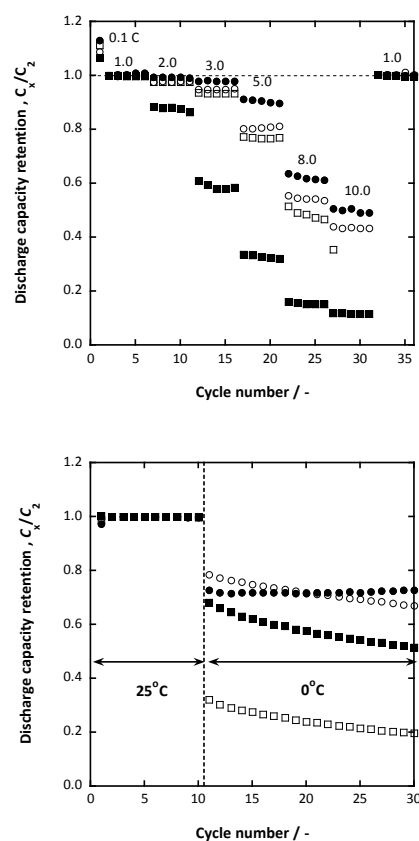 1.2
1.0
0.8
0.6
0.4
0.2
0.0
Discharge capacity retention , Cx/C2
0.1 C
1.0
2.0
3.0
5.0
8.0
10.0
1.0
0 5 10 15 20 25 30 35
Cycle number / -
1.2
1.0
0.8
0.6
0.4
0.2
0.0
Discharge capacity retention , Cx/C2
25°C
0°C
0 5 10 15 20 25 30
Cycle number / -